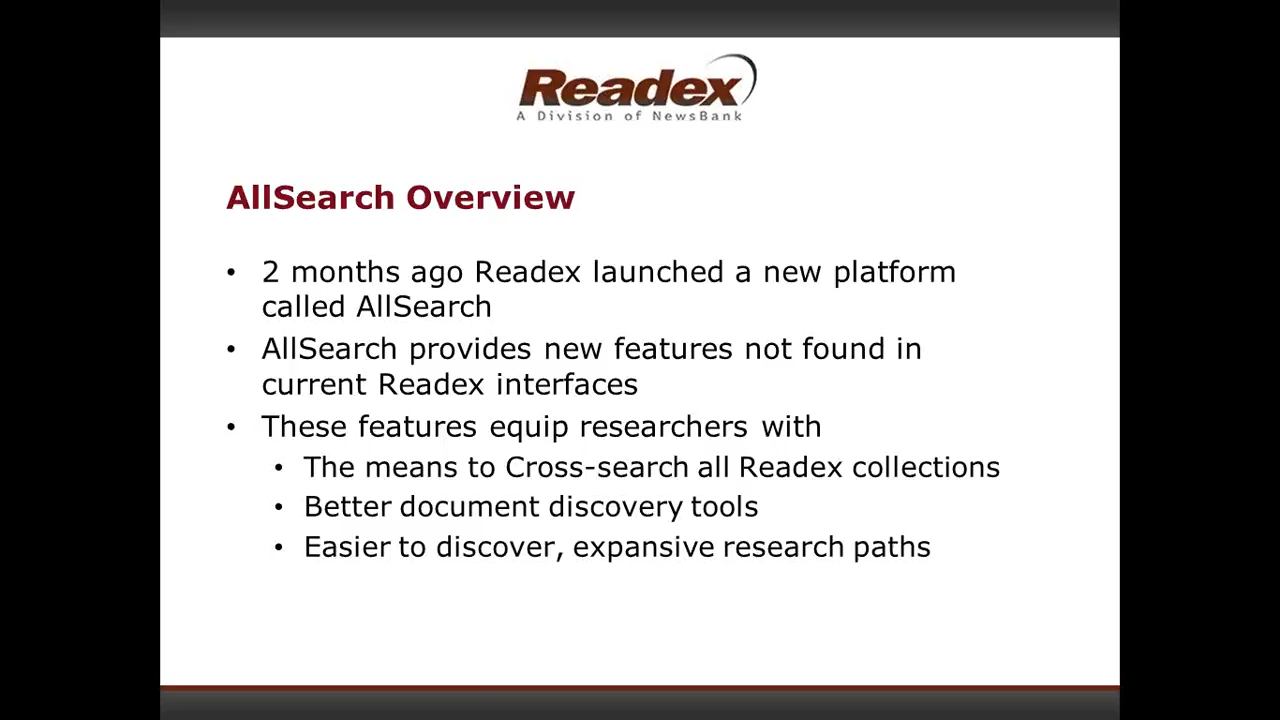 Readex
A Division of NewsBank
AllSearch Overview
• 2 months ago Readex launched a new platform
called AllSearch
• AllSearch provides new features not found in
current Readex interfaces
• These features equip researchers with
• The means to Cross-search all Readex collections
• Better document discovery tools
• Easier to discover, expansive research paths